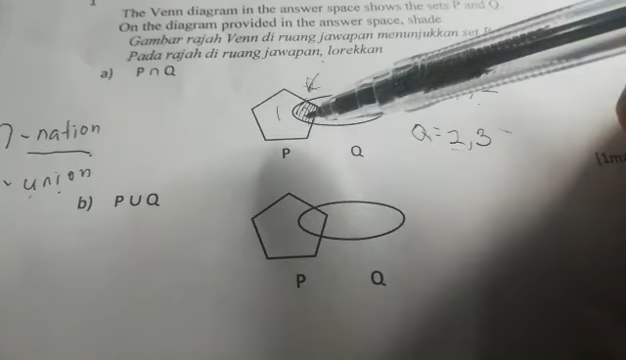 1
The Venn diagram in the answer space shows the sets P and Q.
On the diagram provided in the answer space, shade
Gambar rajah Venn di ruang jawapan menunjukkan set P
Pada rajah di ruang jawapan, lorekkan
a) P ∩ Q
1
-nation
P Q
Q=2,3
[1m
union
b) P ∪ Q
P Q